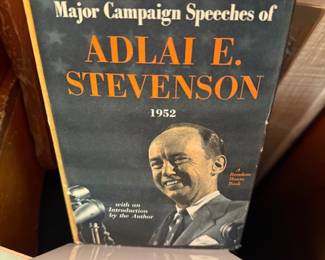 Major Campaign Speeches of
ADLAI E.
STEVENSON
1952
A
Random
House
Book
with an
Introduction
by the Author